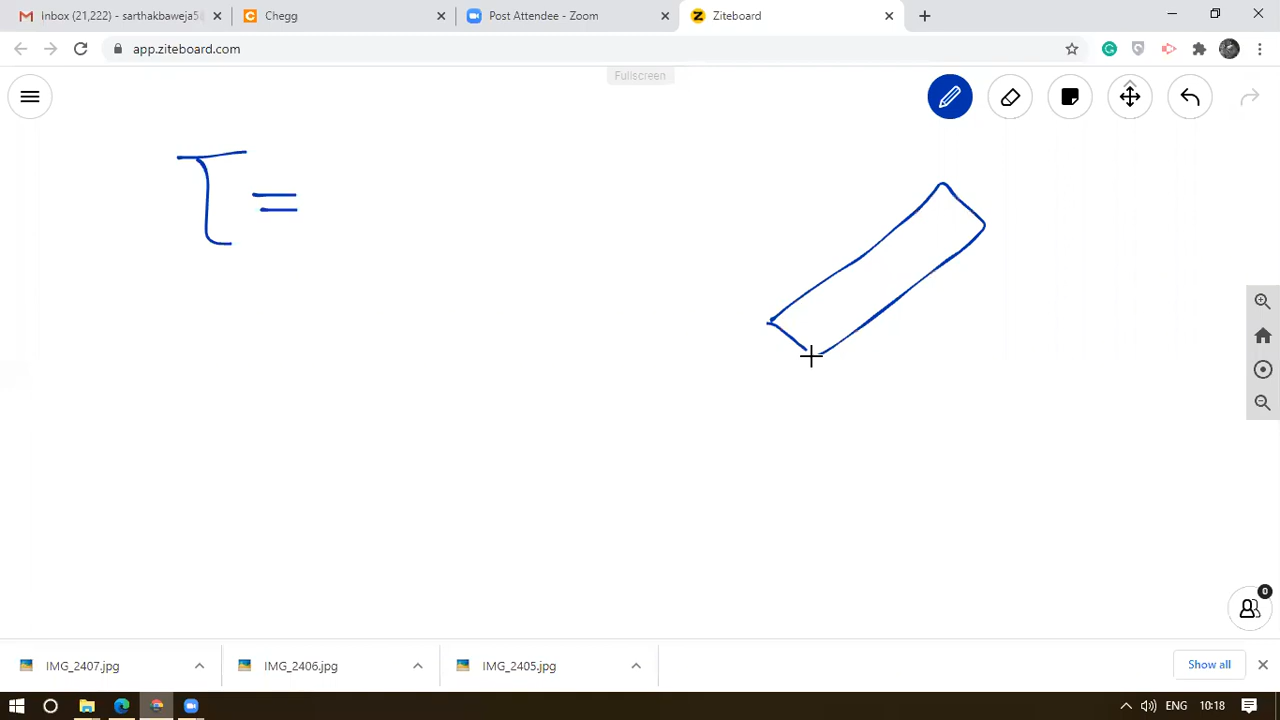 Inbox (21,222) - sarthakbaweja5
Chegg
Post Attendee - Zoom
Ziteboard
app.ziteboard.com
Fullscreen
τ =
0
IMG_2407.jpg
IMG_2406.jpg
IMG_2405.jpg
Show all
ENG
10:18